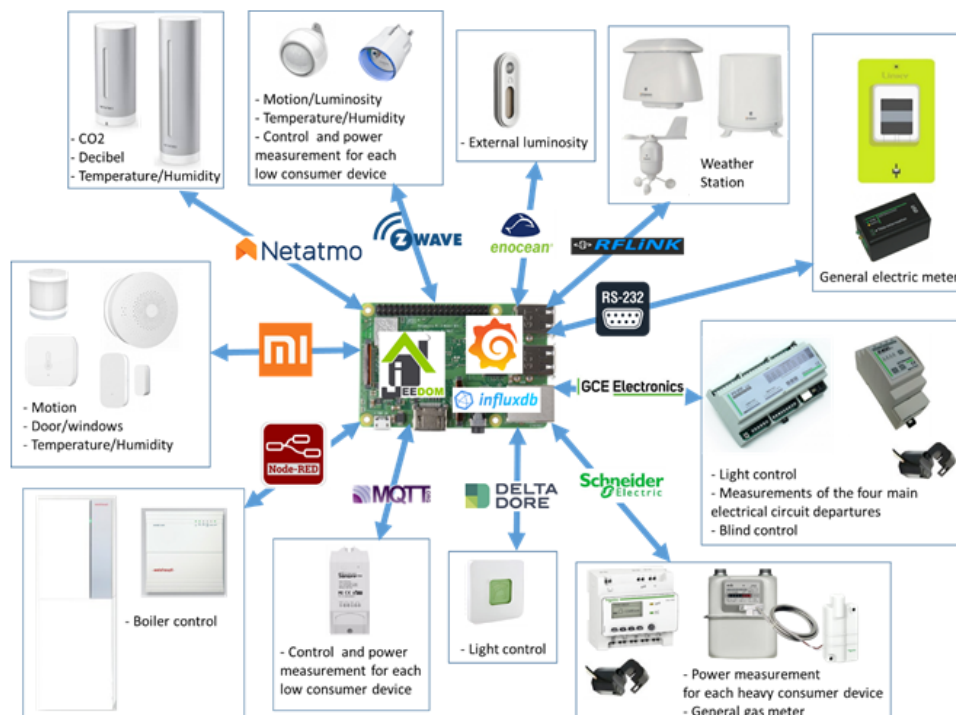 - CO2
- Decibel
- Temperature/Humidity
- Motion/Luminosity
- Temperature/Humidity
- Control and power
measurement for each
low consumer device
- External luminosity
Weather
Station
General electric meter
Netatmo
Z WAVE
enocean
RFLINK
RS-232
mi
JEEDOM
influxdb
GCE Electronics
- Motion
- Door/windows
- Temperature/Humidity
Node-RED
MQTT.ORG
DELTA
DORE
Schneider
Electric
- Light control
- Measurements of the four main
electrical circuit departures
- Blind control
- Boiler control
- Control and power
measurement for each
low consumer device
- Light control
- Power measurement
for each heavy consumer device
- General gas meter